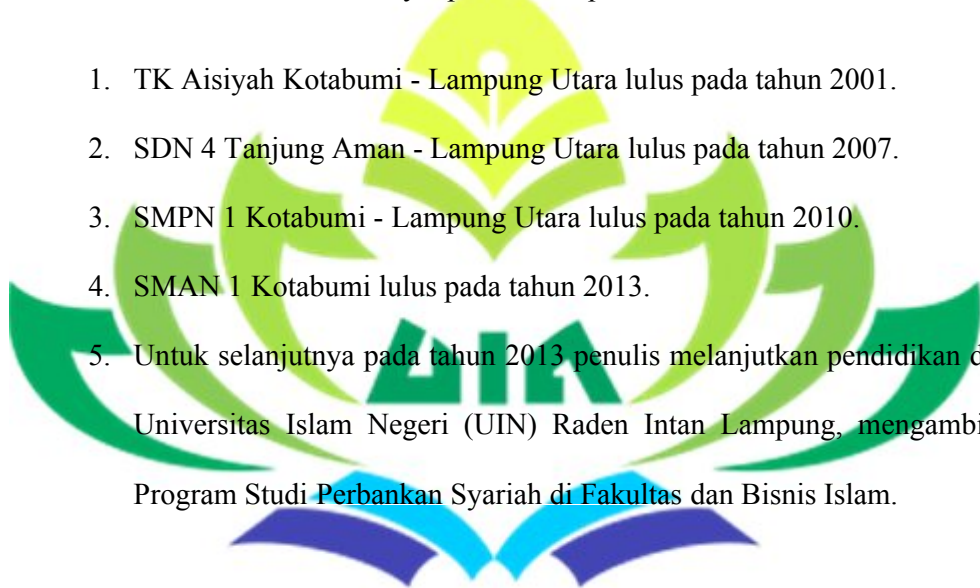 1. TK Aisiyah Kotabumi - Lampung Utara lulus pada tahun 2001.
2. SDN 4 Tanjung Aman - Lampung Utara lulus pada tahun 2007.
3. SMPN 1 Kotabumi - Lampung Utara lulus pada tahun 2010.
4. SMAN 1 Kotabumi lulus pada tahun 2013.
5. Untuk selanjutnya pada tahun 2013 penulis melanjutkan pendidikan d
Universitas Islam Negeri (UIN) Raden Intan Lampung, mengambi
Program Studi Perbankan Syariah di Fakultas dan Bisnis Islam.